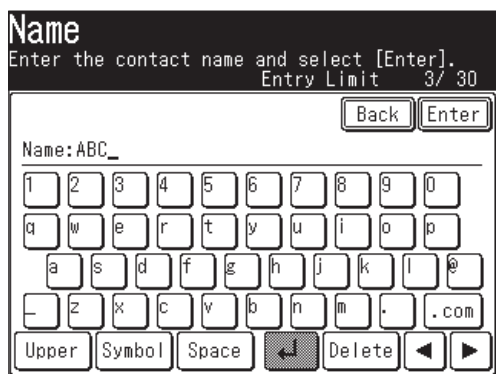 Name
Enter the contact name and select [Enter].
Entry Limit 3/ 30
Back Enter
Name:ABC_
1 2 3 4 5 6 7 8 9 0
q w e r t y u i o p
a s d f g h j k l @
_ z x c v b n m . .com
Upper Symbol Space ↵ Delete ◀ ▶